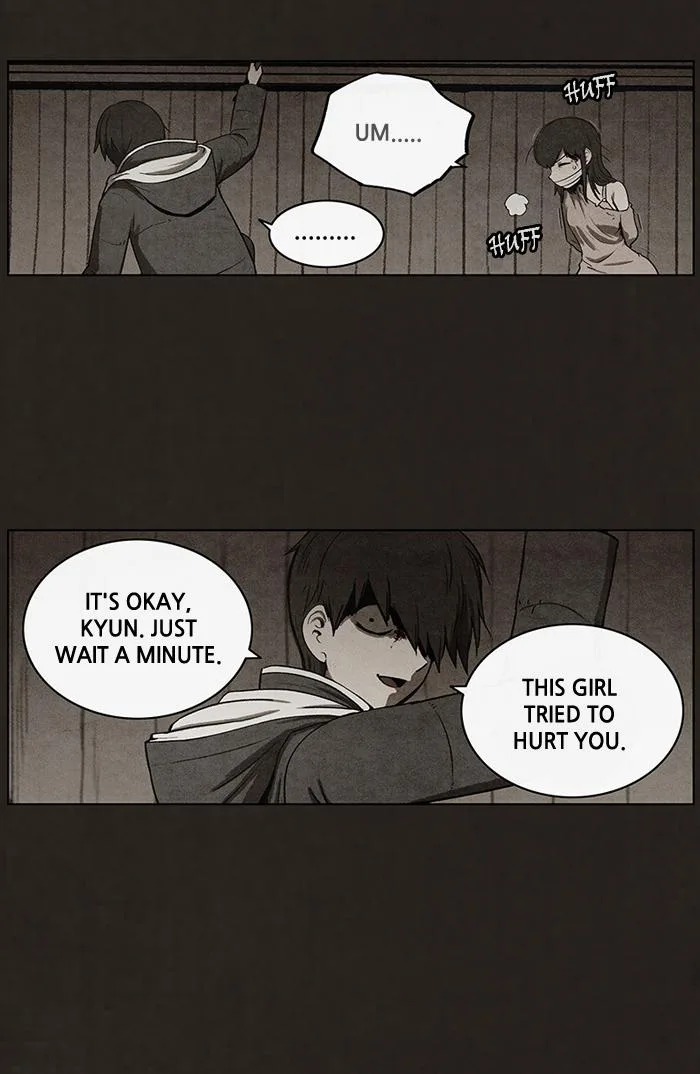 HUFF
UM.....
.........
HUFF
IT'S OKAY,
KYUN. JUST
WAIT A MINUTE.
THIS GIRL
TRIED TO
HURT YOU.